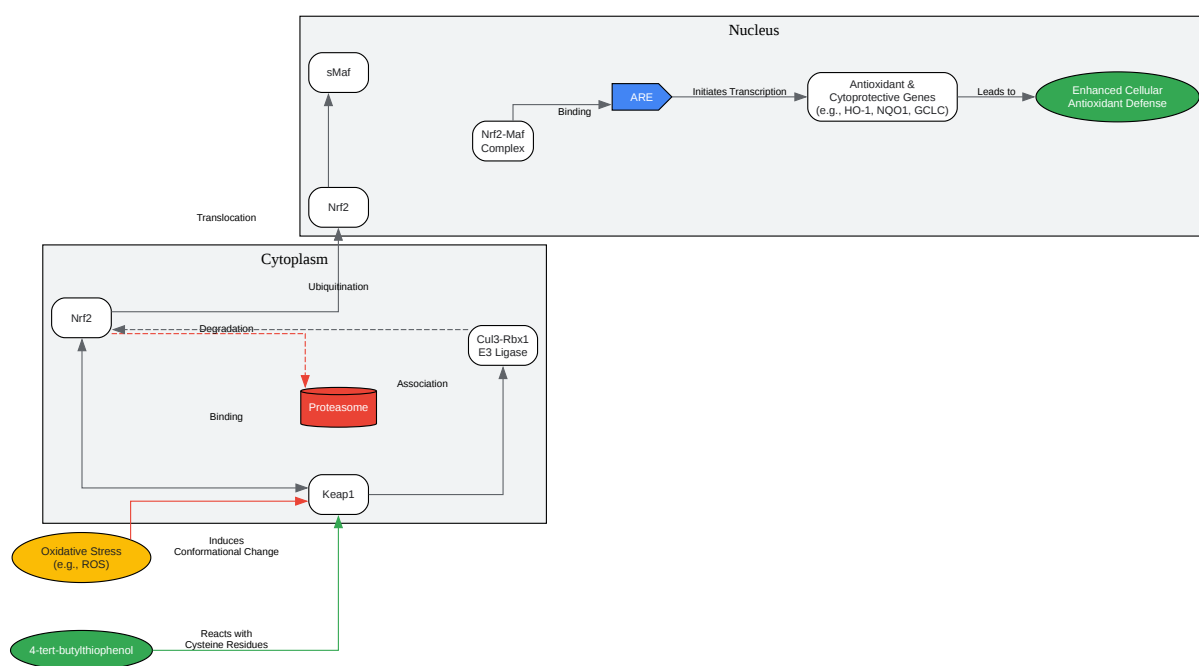 Nucleus
sMaf
ARE
Initiates Transcription
Antioxidant &
Cytoprotective Genes
(e.g., HO-1, NQO1, GCLC)
Leads to
Enhanced Cellular
Antioxidant Defense
Binding
Nrf2-Maf
Complex
Nrf2
Translocation
Cytoplasm
Ubiquitination
Nrf2
Degradation
Cul3-Rbx1
E3 Ligase
Association
Proteasome
Binding
Keap1
Oxidative Stress
(e.g., ROS)
Induces
Conformational Change
4-tert-butylthiophenol
Reacts with
Cysteine Residues